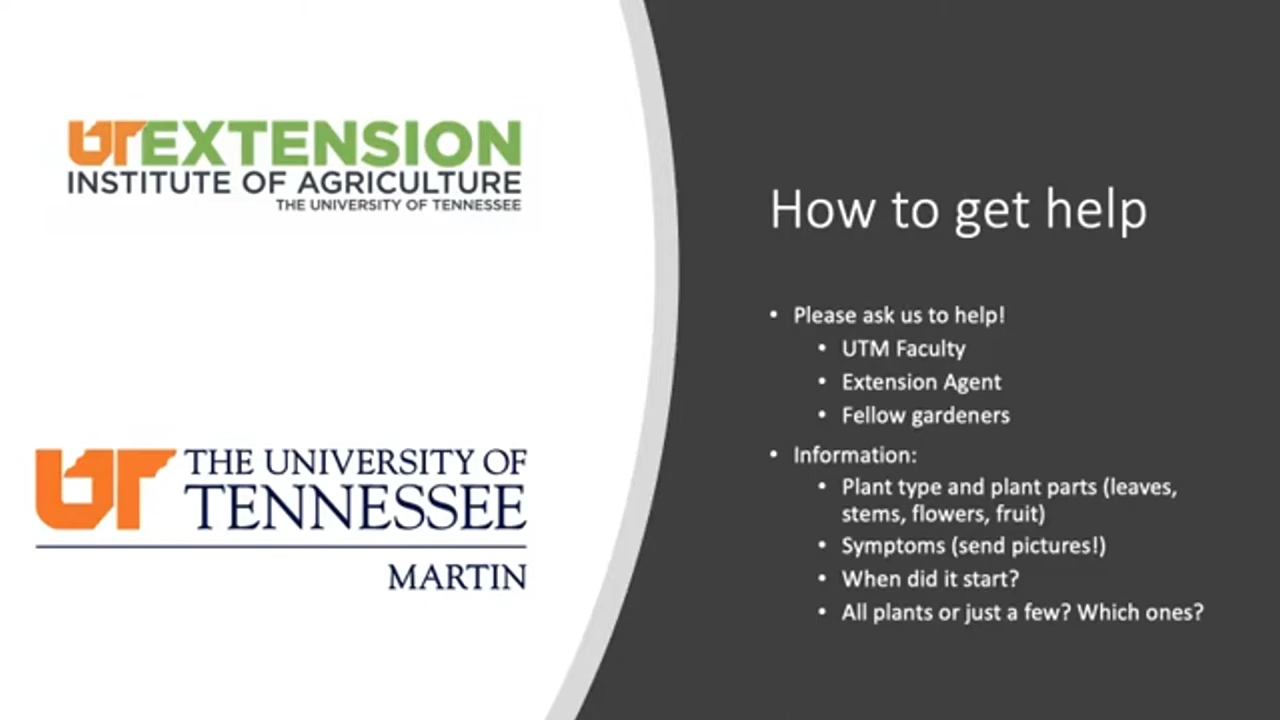 UTEXTENSION
INSTITUTE OF AGRICULTURE
THE UNIVERSITY OF TENNESSEE
UT THE UNIVERSITY OF
TENNESSEE
MARTIN
How to get help
• Please ask us to help!
• UTM Faculty
• Extension Agent
• Fellow gardeners
• Information:
• Plant type and plant parts (leaves,
stems, flowers, fruit)
• Symptoms (send pictures!)
• When did it start?
• All plants or just a few? Which ones?